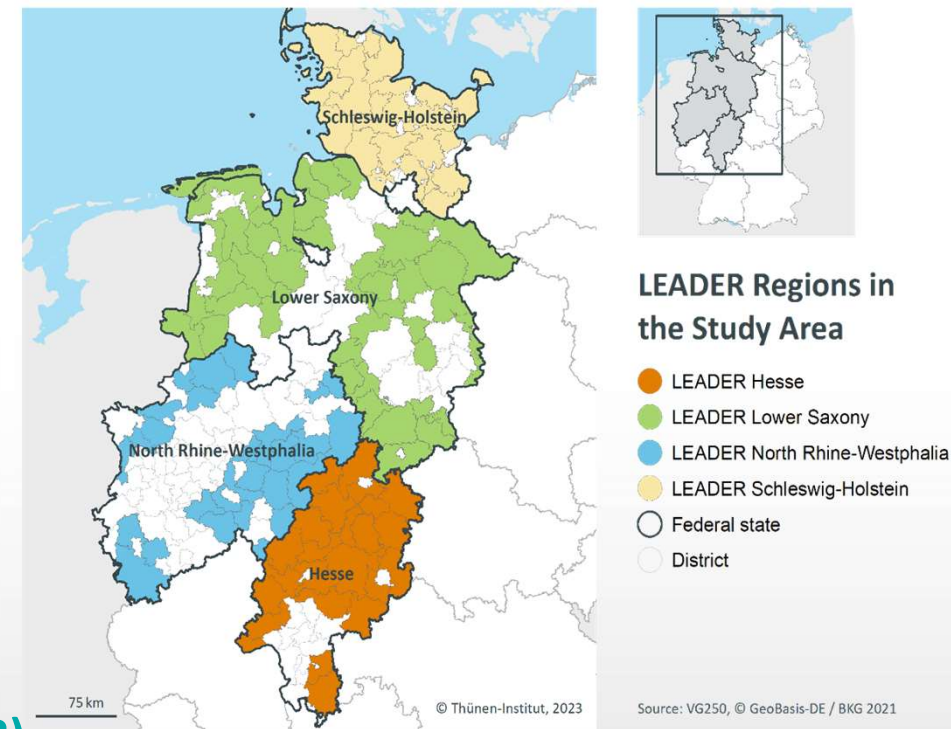 Schleswig-Holstein
Lower Saxony
North Rhine-Westphalia
Hesse
75 km
© Thünen-Institut, 2023
LEADER Regions in
the Study Area
LEADER Hesse
LEADER Lower Saxony
LEADER North Rhine-Westphalia
LEADER Schleswig-Holstein
Federal state
District
Source: VG250, © GeoBasis-DE / BKG 2021